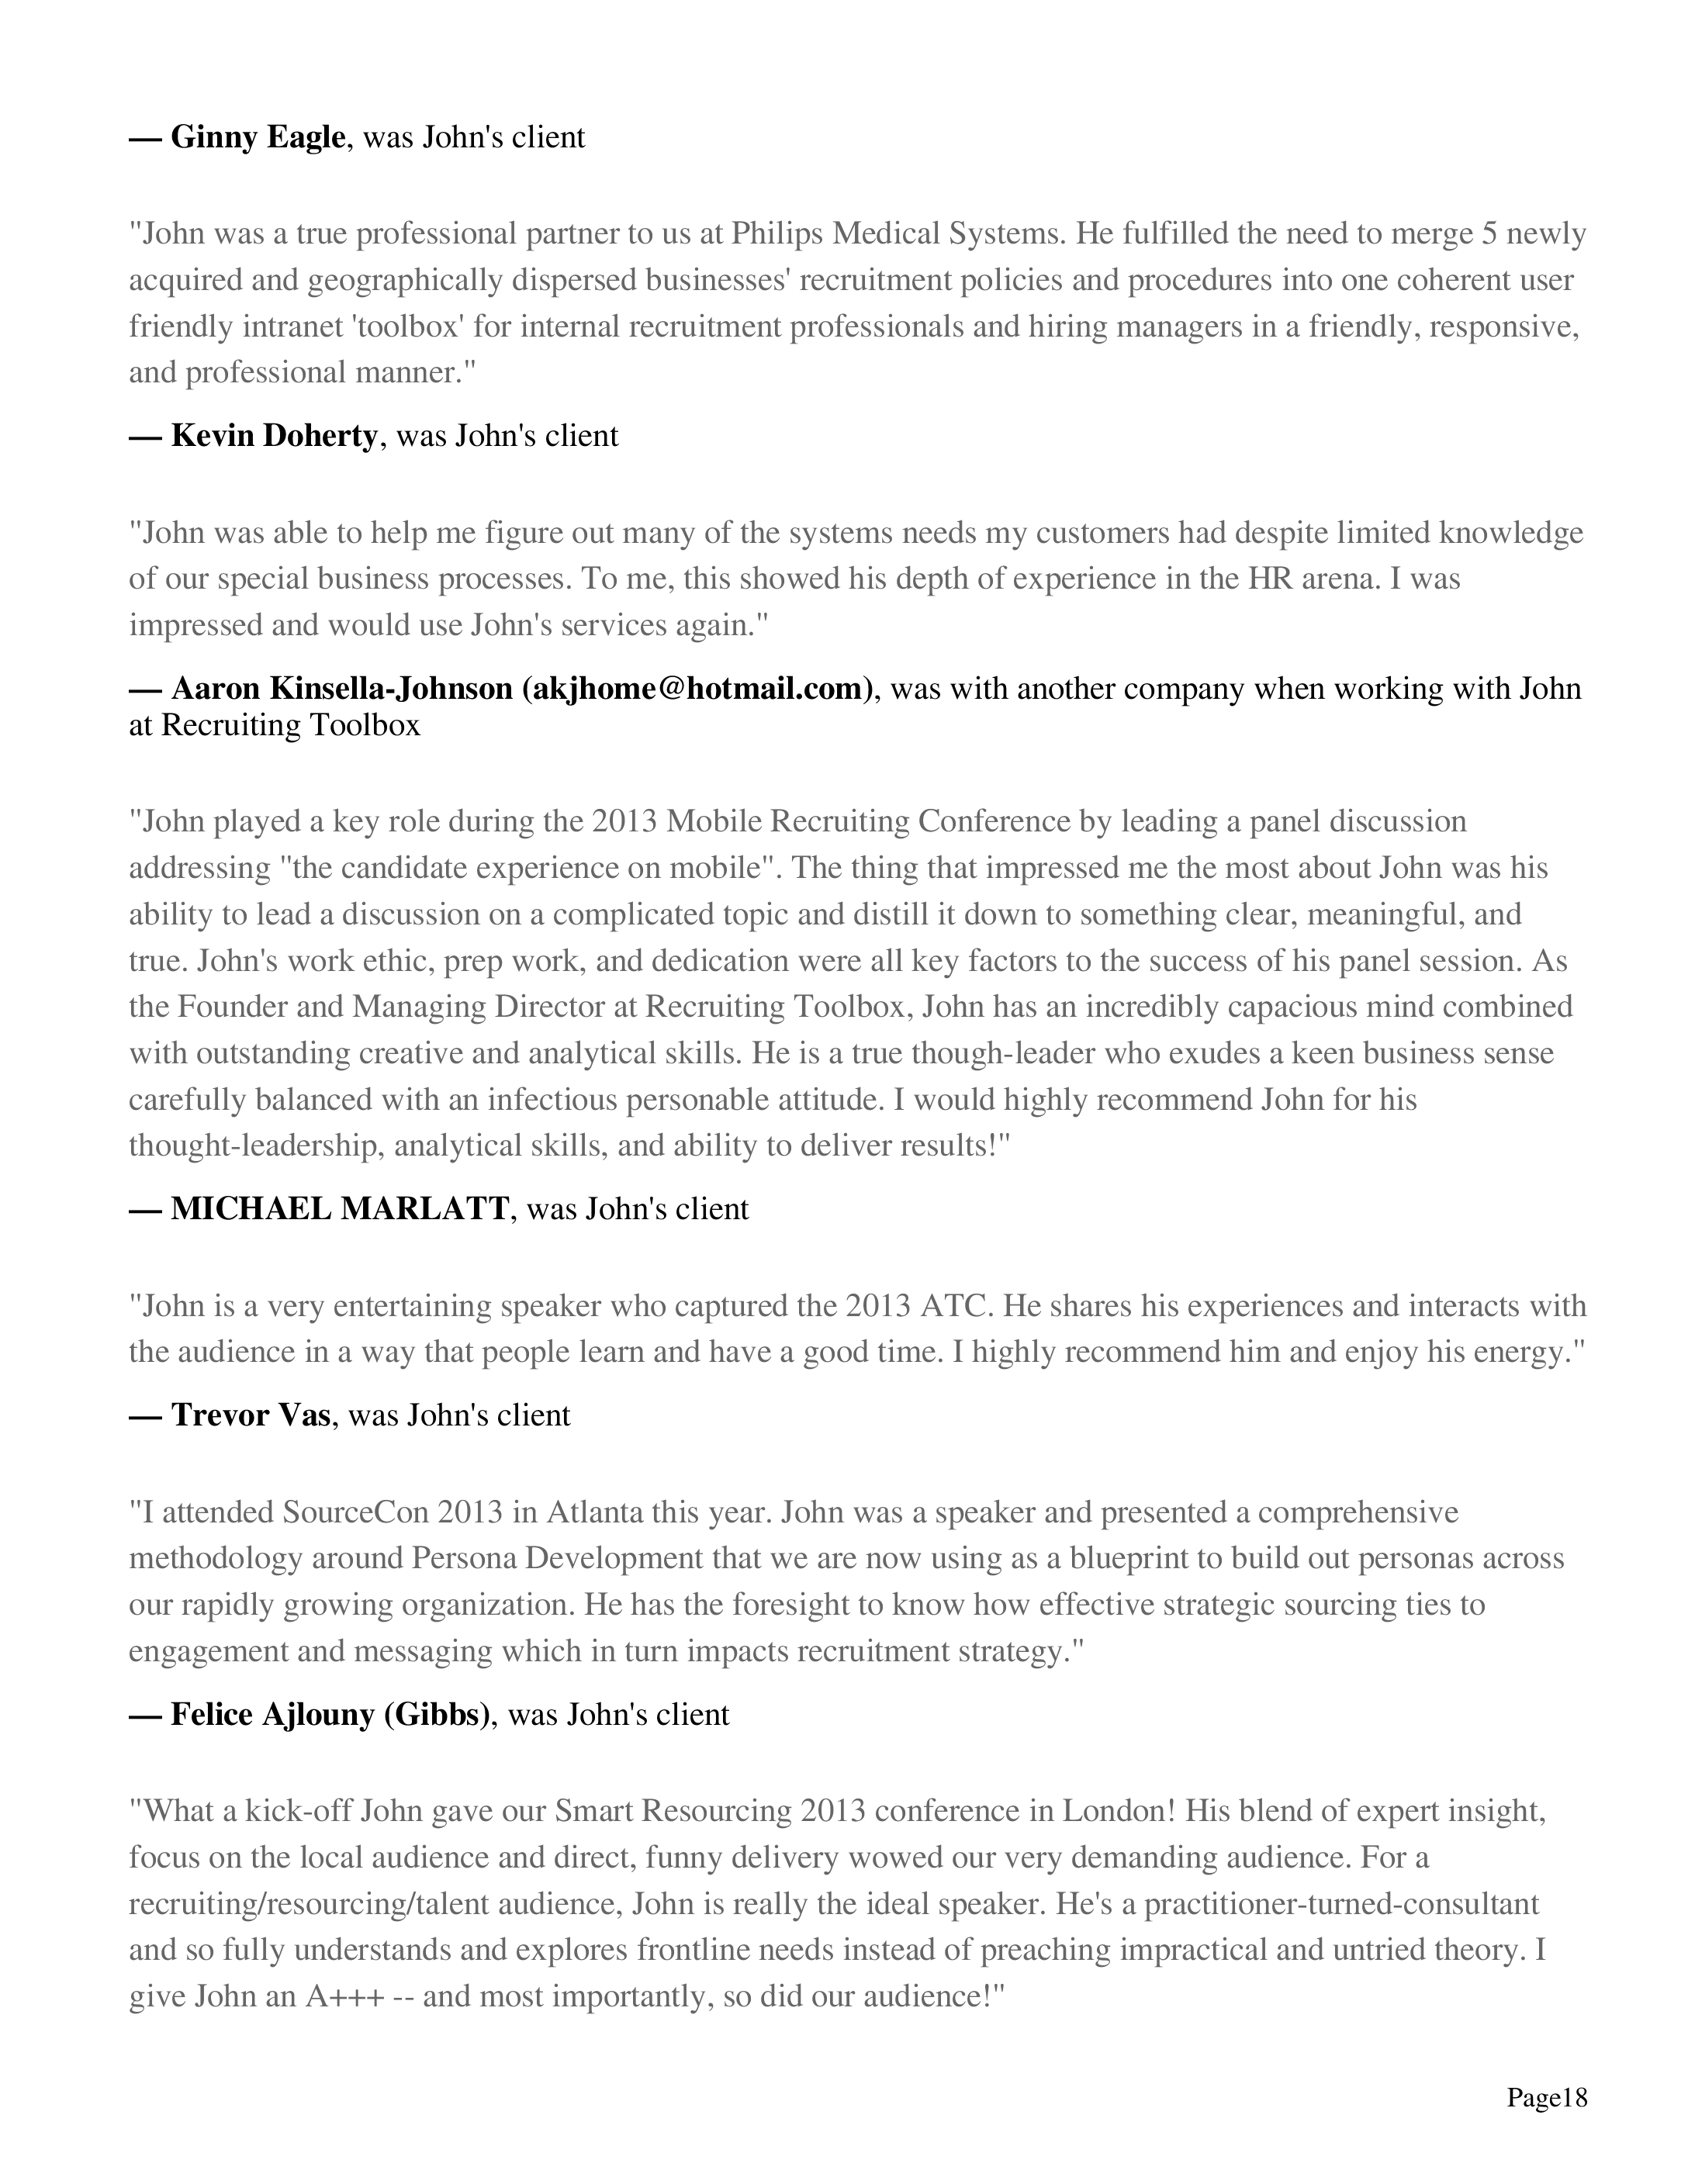 — Ginny Eagle, was John's client
"John was a true professional partner to us at Philips Medical Systems. He fulfilled the need to merge 5 newly
acquired and geographically dispersed businesses' recruitment policies and procedures into one coherent user
friendly intranet 'toolbox' for internal recruitment professionals and hiring managers in a friendly, responsive,
and professional manner."
— Kevin Doherty, was John's client
"John was able to help me figure out many of the systems needs my customers had despite limited knowledge
of our special business processes. To me, this showed his depth of experience in the HR arena. I was
impressed and would use John's services again."
— Aaron Kinsella-Johnson (akjhome@hotmail.com), was with another company when working with John
at Recruiting Toolbox
"John played a key role during the 2013 Mobile Recruiting Conference by leading a panel discussion
addressing "the candidate experience on mobile". The thing that impressed me the most about John was his
ability to lead a discussion on a complicated topic and distill it down to something clear, meaningful, and
true. John's work ethic, prep work, and dedication were all key factors to the success of his panel session. As
the Founder and Managing Director at Recruiting Toolbox, John has an incredibly capacious mind combined
with outstanding creative and analytical skills. He is a true though-leader who exudes a keen business sense
carefully balanced with an infectious personable attitude. I would highly recommend John for his
thought-leadership, analytical skills, and ability to deliver results!"
— MICHAEL MARLATT, was John's client
"John is a very entertaining speaker who captured the 2013 ATC. He shares his experiences and interacts with
the audience in a way that people learn and have a good time. I highly recommend him and enjoy his energy."
— Trevor Vas, was John's client
"I attended SourceCon 2013 in Atlanta this year. John was a speaker and presented a comprehensive
methodology around Persona Development that we are now using as a blueprint to build out personas across
our rapidly growing organization. He has the foresight to know how effective strategic sourcing ties to
engagement and messaging which in turn impacts recruitment strategy."
— Felice Ajlouny (Gibbs), was John's client
"What a kick-off John gave our Smart Resourcing 2013 conference in London! His blend of expert insight,
focus on the local audience and direct, funny delivery wowed our very demanding audience. For a
recruiting/resourcing/talent audience, John is really the ideal speaker. He's a practitioner-turned-consultant
and so fully understands and explores frontline needs instead of preaching impractical and untried theory. I
give John an A+++ -- and most importantly, so did our audience!"
Page18